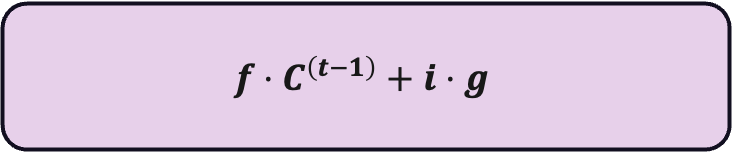 f · C^(t−1) + i · g